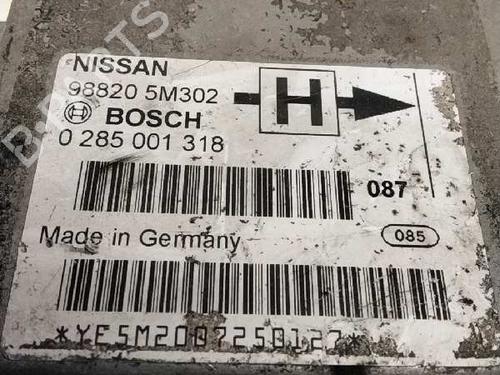 NISSAN
98820 5M302
H
BOSCH
0 285 001 318
087
Made in Germany
085
*YE5M2007250127*